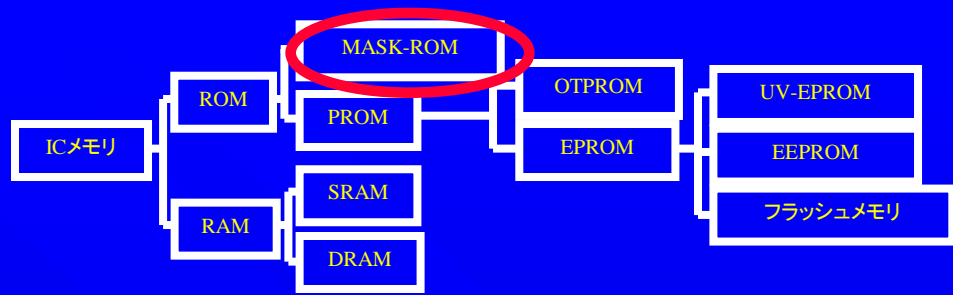 MASK-ROM
OTPROM
UV-EPROM
ROM
PROM
EPROM
EEPROM
ICメモリ
SRAM
フラッシュメモリ
RAM
DRAM